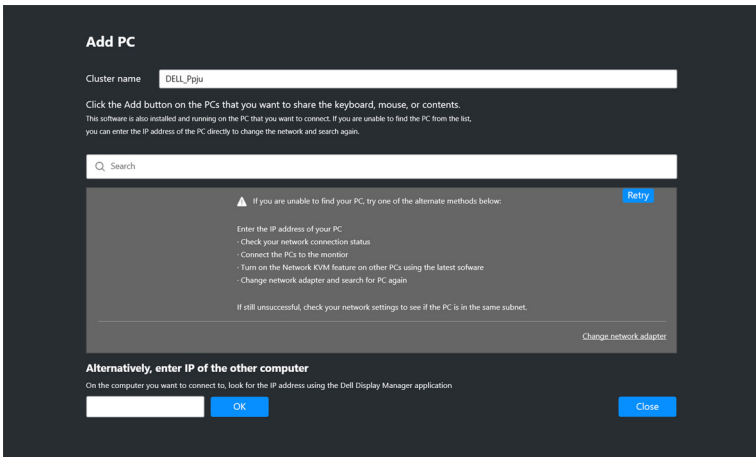 Add PC
Cluster name DELL_Ppju
Click the Add button on the PCs that you want to share the keyboard, mouse, or contents.
This software is also installed and running on the PC that you want to connect. If you are unable to find the PC from the list,
you can enter the IP address of the PC directly to change the network and search again.
Search
Retry
If you are unable to find your PC, try one of the alternate methods below:
Enter the IP address of your PC
- Check your network connection status
- Connect the PCs to the montior
- Turn on the Network KVM feature on other PCs using the latest sofware
- Change network adapter and search for PC again
If still unsuccessful, check your network settings to see if the PC is in the same subnet.
Change network adapter
Alternatively, enter IP of the other computer
On the computer you want to connect to, look for the IP address using the Dell Display Manager application
OK
Close